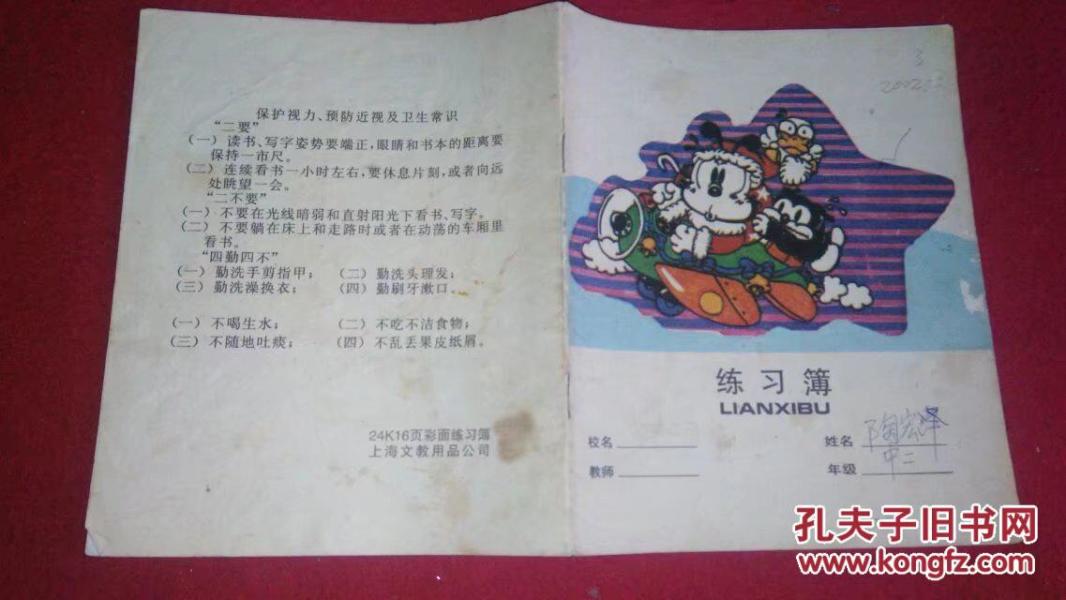 保护视力、预防近视及卫生常识
“二要”
（一）读书、写字姿势要端正，眼睛和书本的距离要
保持一市尺。
（二）连续看书一小时左右，要休息片刻，或者向远
处眺望一会。
“二不要”
（一）不要在光线暗弱和直射阳光下看书、写字。
（二）不要躺在床上和走路时或者在动荡的车厢里
看书。
“四勤四不”
（一）勤洗手剪指甲；（二）勤洗头理发；
（三）勤洗澡换衣；（四）勤刷牙漱口。
（一）不喝生水；（二）不吃不洁食物；
（三）不随地吐痰；（四）不乱丢果皮纸屑。
24K16页彩面练习簿
上海文教用品公司
练习簿
LIANXIBU
校名 姓名 陶宏泽
教师 年级 中二
孔夫子旧书网
www.kongfz.com